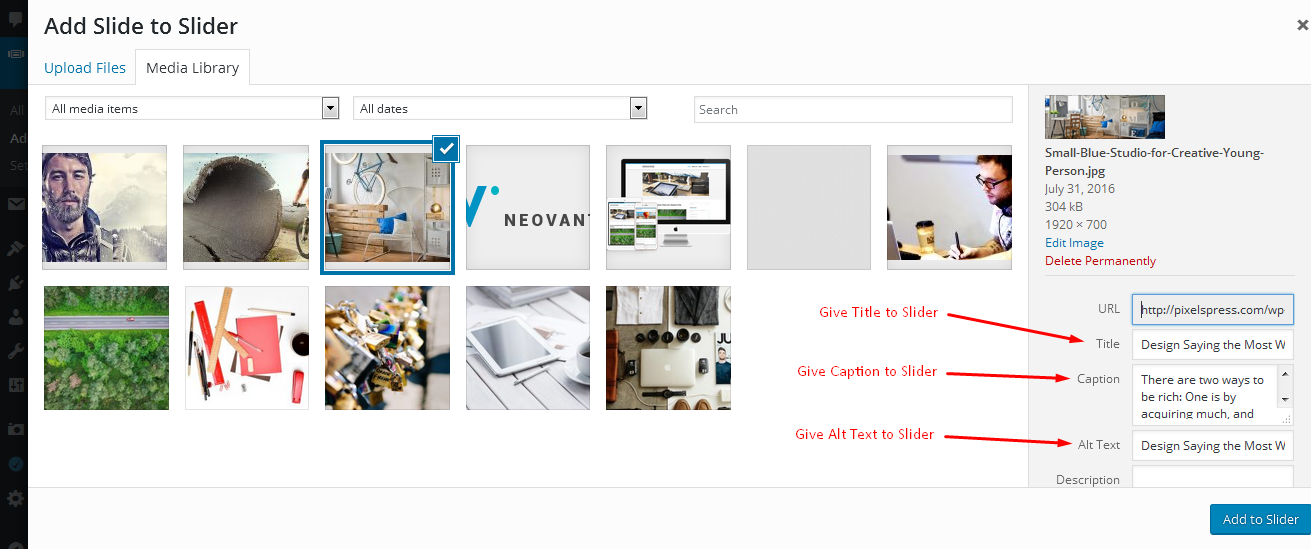 Add Slide to Slider
Upload Files
Media Library
All media items
All dates
Search
NEOVANT
Small-Blue-Studio-for-Creative-Young-
Person.jpg
July 31, 2016
304 kB
1920 × 700
Edit Image
Delete Permanently
URL
http://pixelspress.com/wp-
Give Title to Slider
Title
Design Saying the Most W
Give Caption to Slider
Caption
There are two ways to
be rich: One is by
acquiring much, and
Give Alt Text to Slider
Alt Text
Design Saying the Most W
Description
Add to Slider
All
Ad
Set